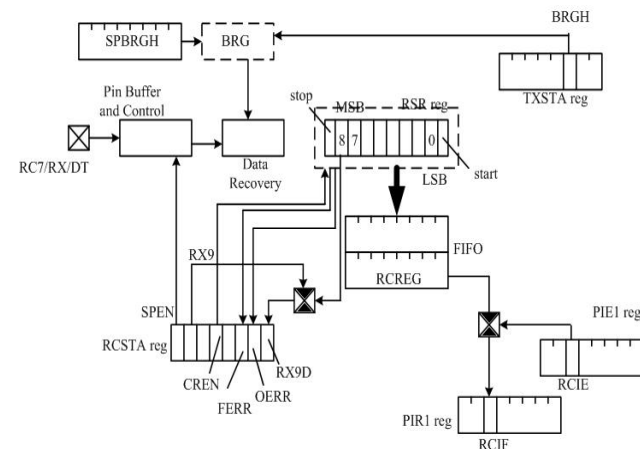 BRGH
SPBRGH
BRG
TXSTA reg
Pin Buffer
and Control
stop
MSB
RSR reg
8 7
0
RC7/RX/DT
Data
Recovery
LSB
start
FIFO
RX9
RCREG
SPEN
PIE1 reg
RCSTA reg
CREN
RX9D
OERR
FERR
RCIE
PIR1 reg
RCIF